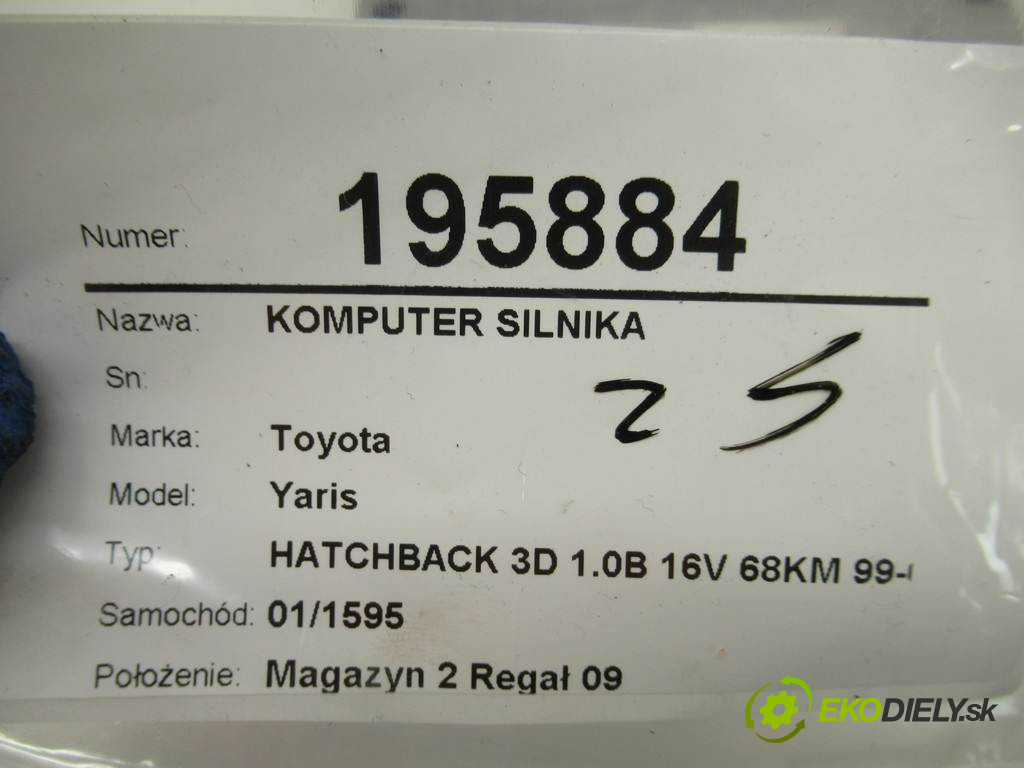 Numer: 195884
Nazwa: KOMPUTER SILNIKA
Sn:
25
Marka: Toyota
Model: Yaris
Typ: HATCHBACK 3D 1.0B 16V 68KM 99-
Samochód: 01/1595
Położenie: Magazyn 2 Regał 09
EKODIELY.sk